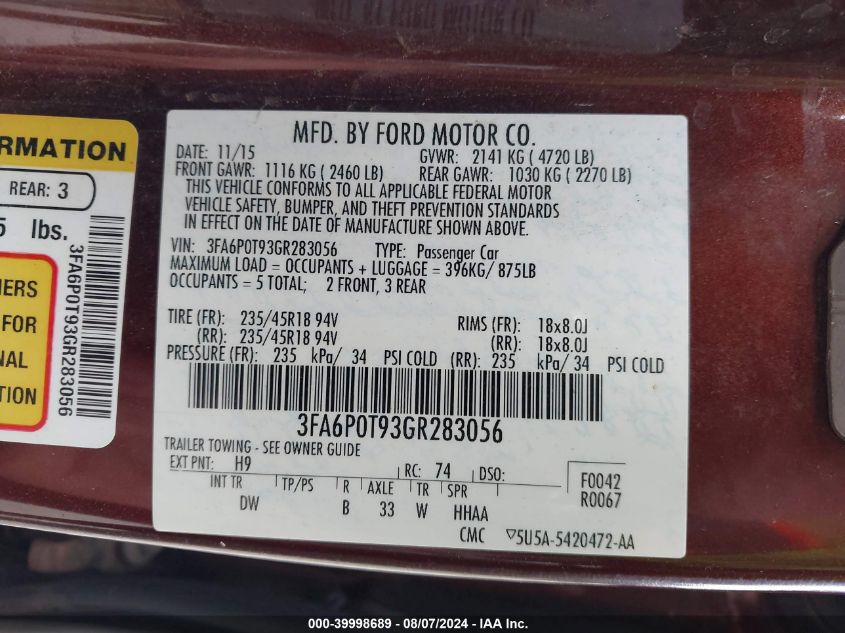 MFD. BY FORD MOTOR CO.
DATE: 11/15
GVWR: 2141 KG ( 4720 LB)
FRONT GAWR: 1116 KG ( 2460 LB)
REAR GAWR: 1030 KG ( 2270 LB)
THIS VEHICLE CONFORMS TO ALL APPLICABLE FEDERAL MOTOR
VEHICLE SAFETY, BUMPER, AND THEFT PREVENTION STANDARDS
IN EFFECT ON THE DATE OF MANUFACTURE SHOWN ABOVE.
VIN: 3FA6P0T93GR283056 TYPE: Passenger Car
MAXIMUM LOAD = OCCUPANTS + LUGGAGE = 396KG/ 875LB
OCCUPANTS = 5 TOTAL; 2 FRONT, 3 REAR
TIRE (FR): 235/45R18 94V RIMS (FR): 18x8.0J
(RR): 235/45R18 94V (RR): 18x8.0J
PRESSURE (FR): 235 kPa/ 34 PSI COLD (RR): 235 kPa/ 34 PSI COLD
3FA6P0T93GR283056
TRAILER TOWING - SEE OWNER GUIDE
EXT PNT: H9 RC: 74 DSO:
F0042
R0067
INT TR TP/PS R AXLE TR SPR
DW B 33 W HHAA
CMC ▽5U5A-5420472-AA
ORMATION
REAR: 3
5 lbs.
3FA6P0T93GR283056
NERS
FOR
NAL
TION
000-39998689 - 08/07/2024 - IAA Inc.